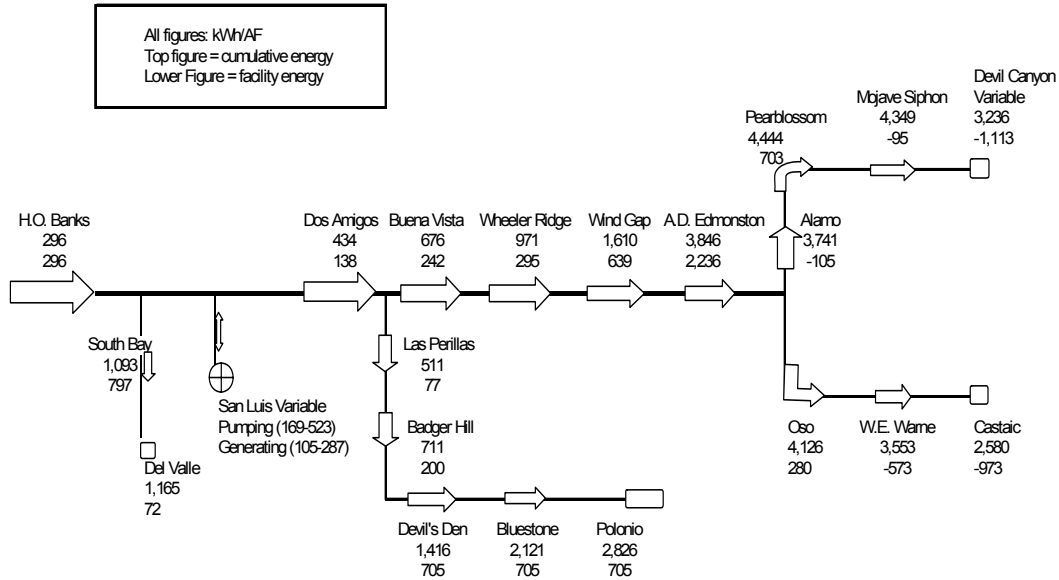 All figures: kWh/AF
Top figure = cumulative energy
Lower Figure = facility energy
Devil Canyon
Variable
3,236
-1,113
Mojave Siphon
4,349
-95
Pearblossom
4,444
703
H.O. Banks
296
296
Dos Amigos
434
138
Buena Vista
676
242
Wheeler Ridge
971
295
Wind Gap
1,610
639
A.D. Edmonston
3,846
2,236
Alamo
3,741
-105
South Bay
1,093
797
Del Valle
1,165
72
San Luis Variable
Pumping (169-523)
Generating (105-287)
Las Perillas
511
77
Badger Hill
711
200
Devil's Den
1,416
705
Bluestone
2,121
705
Polonio
2,826
705
Oso
4,126
280
W.E. Warne
3,553
-573
Castaic
2,580
-973